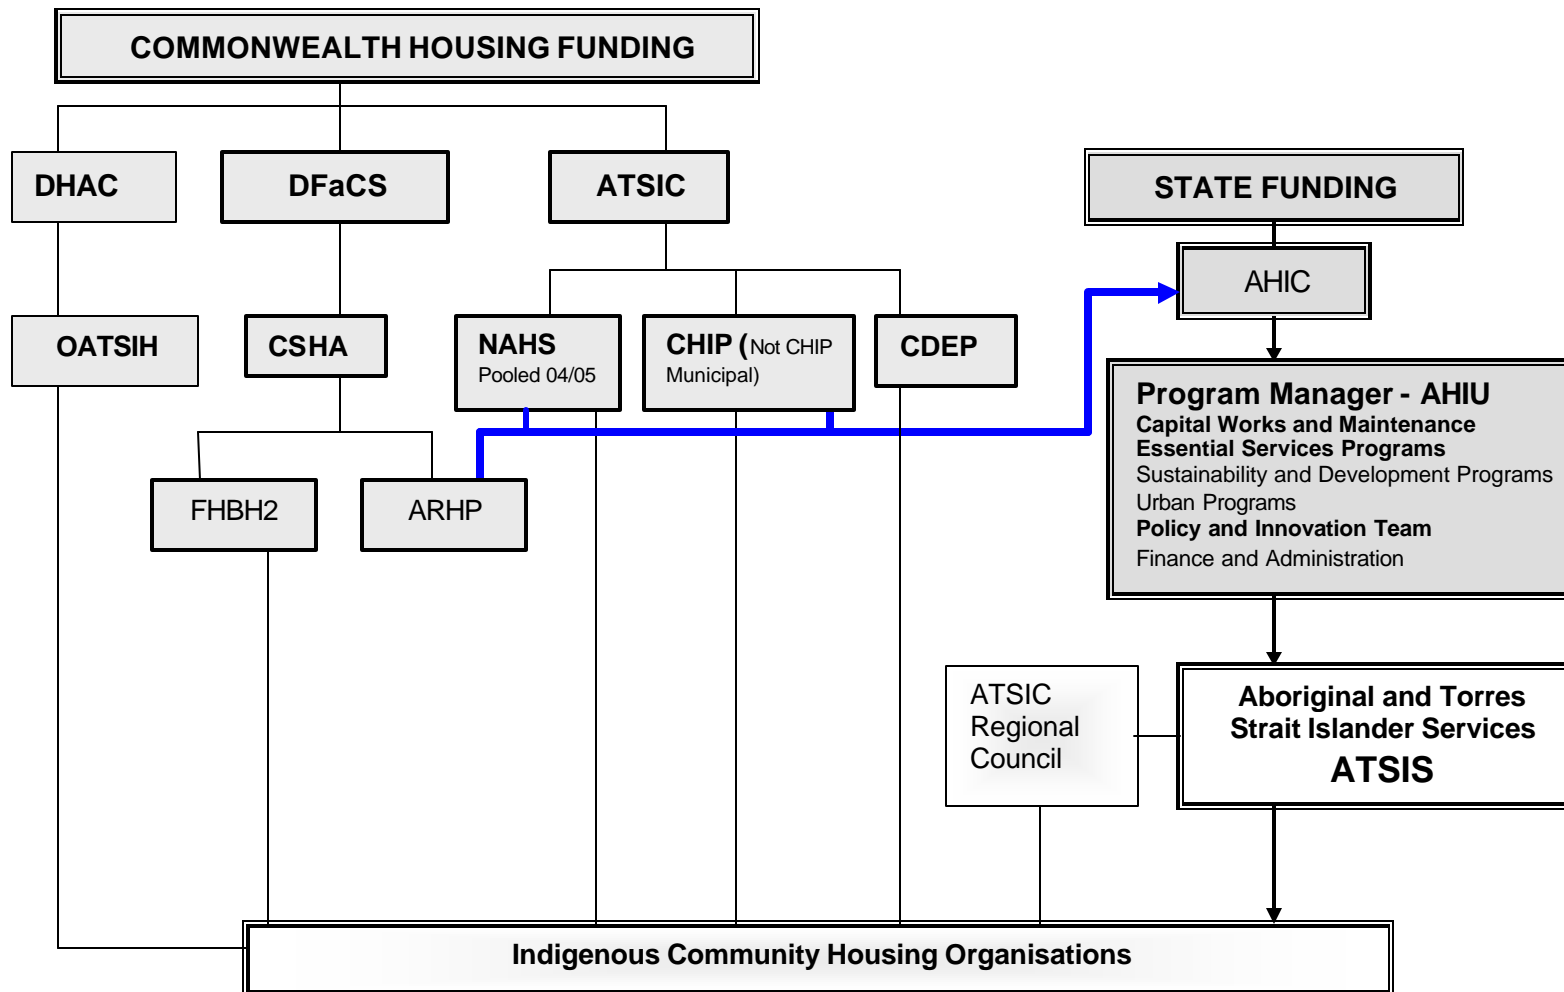 COMMONWEALTH HOUSING FUNDING
DHAC
DFaCS
ATSIC
STATE FUNDING
AHIC
OATSIH
CSHA
NAHS
Pooled 04/05
CHIP (Not CHIP
Municipal)
CDEP
Program Manager - AHIU
Capital Works and Maintenance
Essential Services Programs
Sustainability and Development Programs
Urban Programs
Policy and Innovation Team
Finance and Administration
FHBH2
ARHP
ATSIC
Regional
Council
Aboriginal and Torres
Strait Islander Services
ATSIS
Indigenous Community Housing Organisations